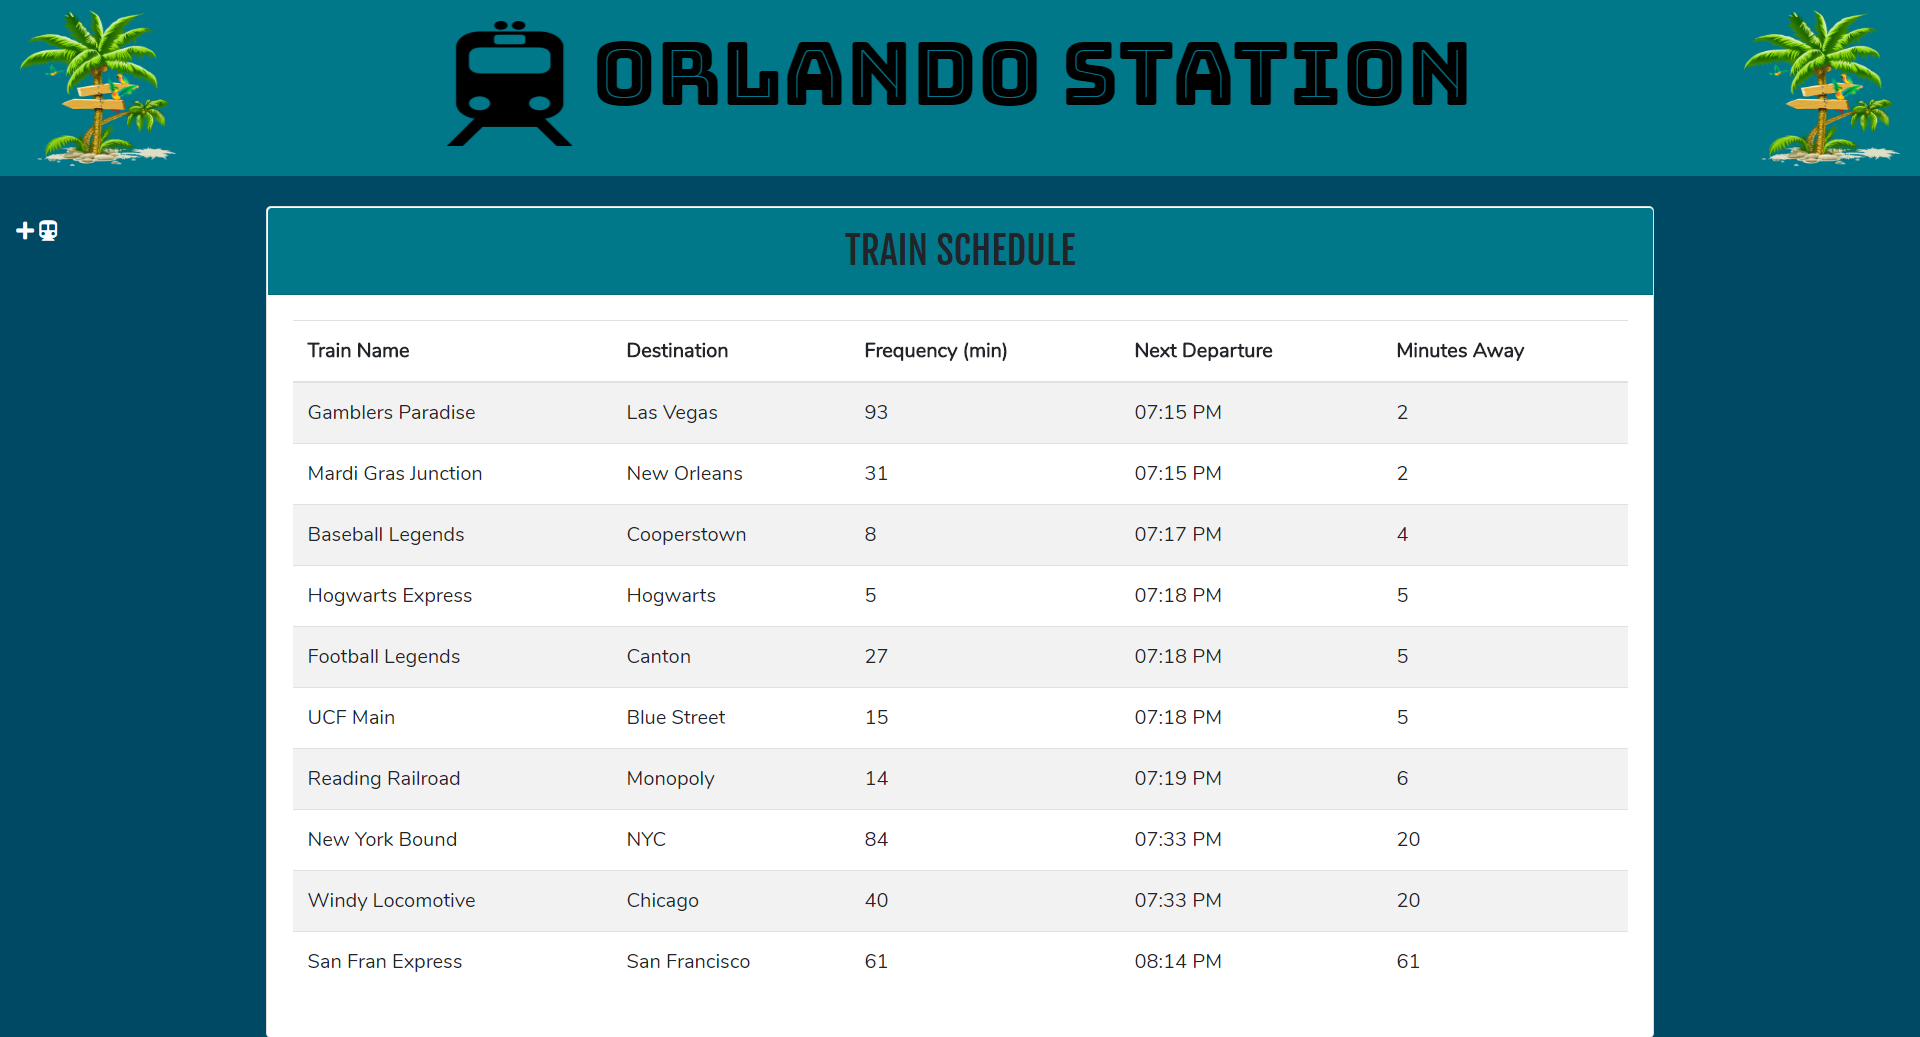 ORLANDO STATION
TRAIN SCHEDULE
Train Name Destination Frequency (min) Next Departure Minutes Away
Gamblers Paradise Las Vegas 93 07:15 PM 2
Mardi Gras Junction New Orleans 31 07:15 PM 2
Baseball Legends Cooperstown 8 07:17 PM 4
Hogwarts Express Hogwarts 5 07:18 PM 5
Football Legends Canton 27 07:18 PM 5
UCF Main Blue Street 15 07:18 PM 5
Reading Railroad Monopoly 14 07:19 PM 6
New York Bound NYC 84 07:33 PM 20
Windy Locomotive Chicago 40 07:33 PM 20
San Fran Express San Francisco 61 08:14 PM 61